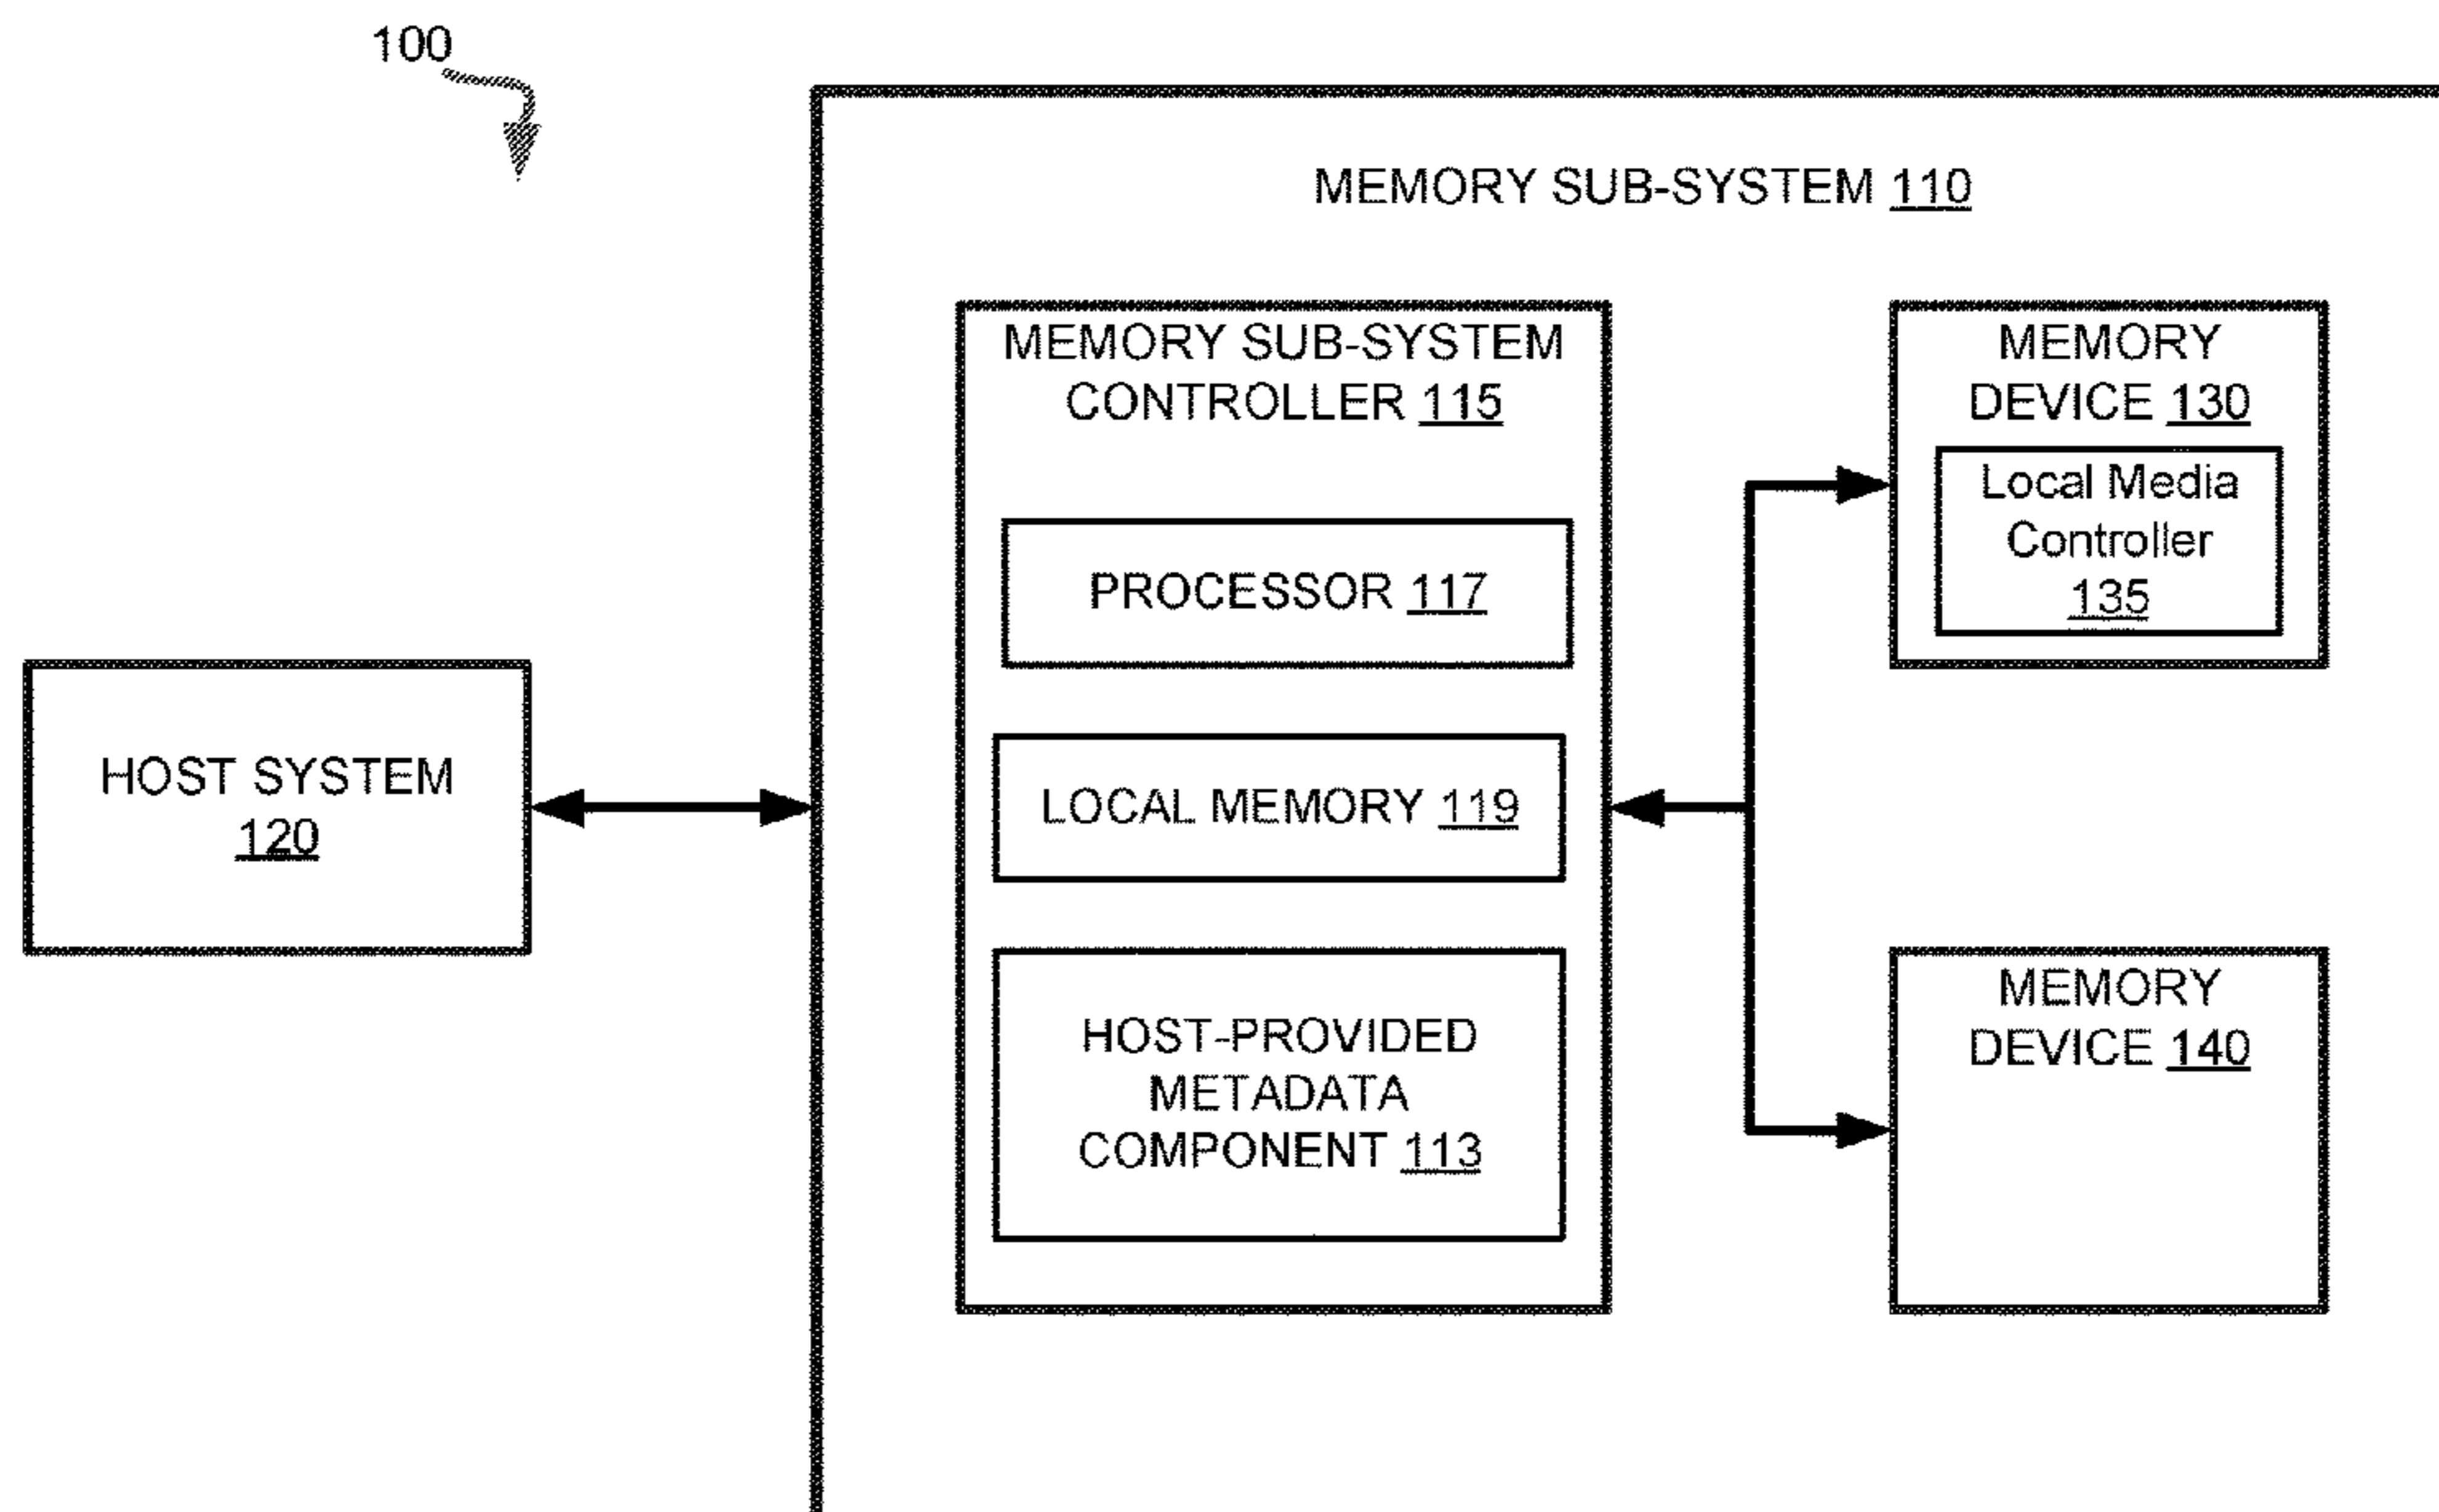 100
MEMORY SUB-SYSTEM 110
MEMORY SUB-SYSTEM
CONTROLLER 115
PROCESSOR 117
LOCAL MEMORY 119
HOST-PROVIDED
METADATA
COMPONENT 113
MEMORY
DEVICE 130
Local Media
Controller
135
HOST SYSTEM
120
MEMORY
DEVICE 140